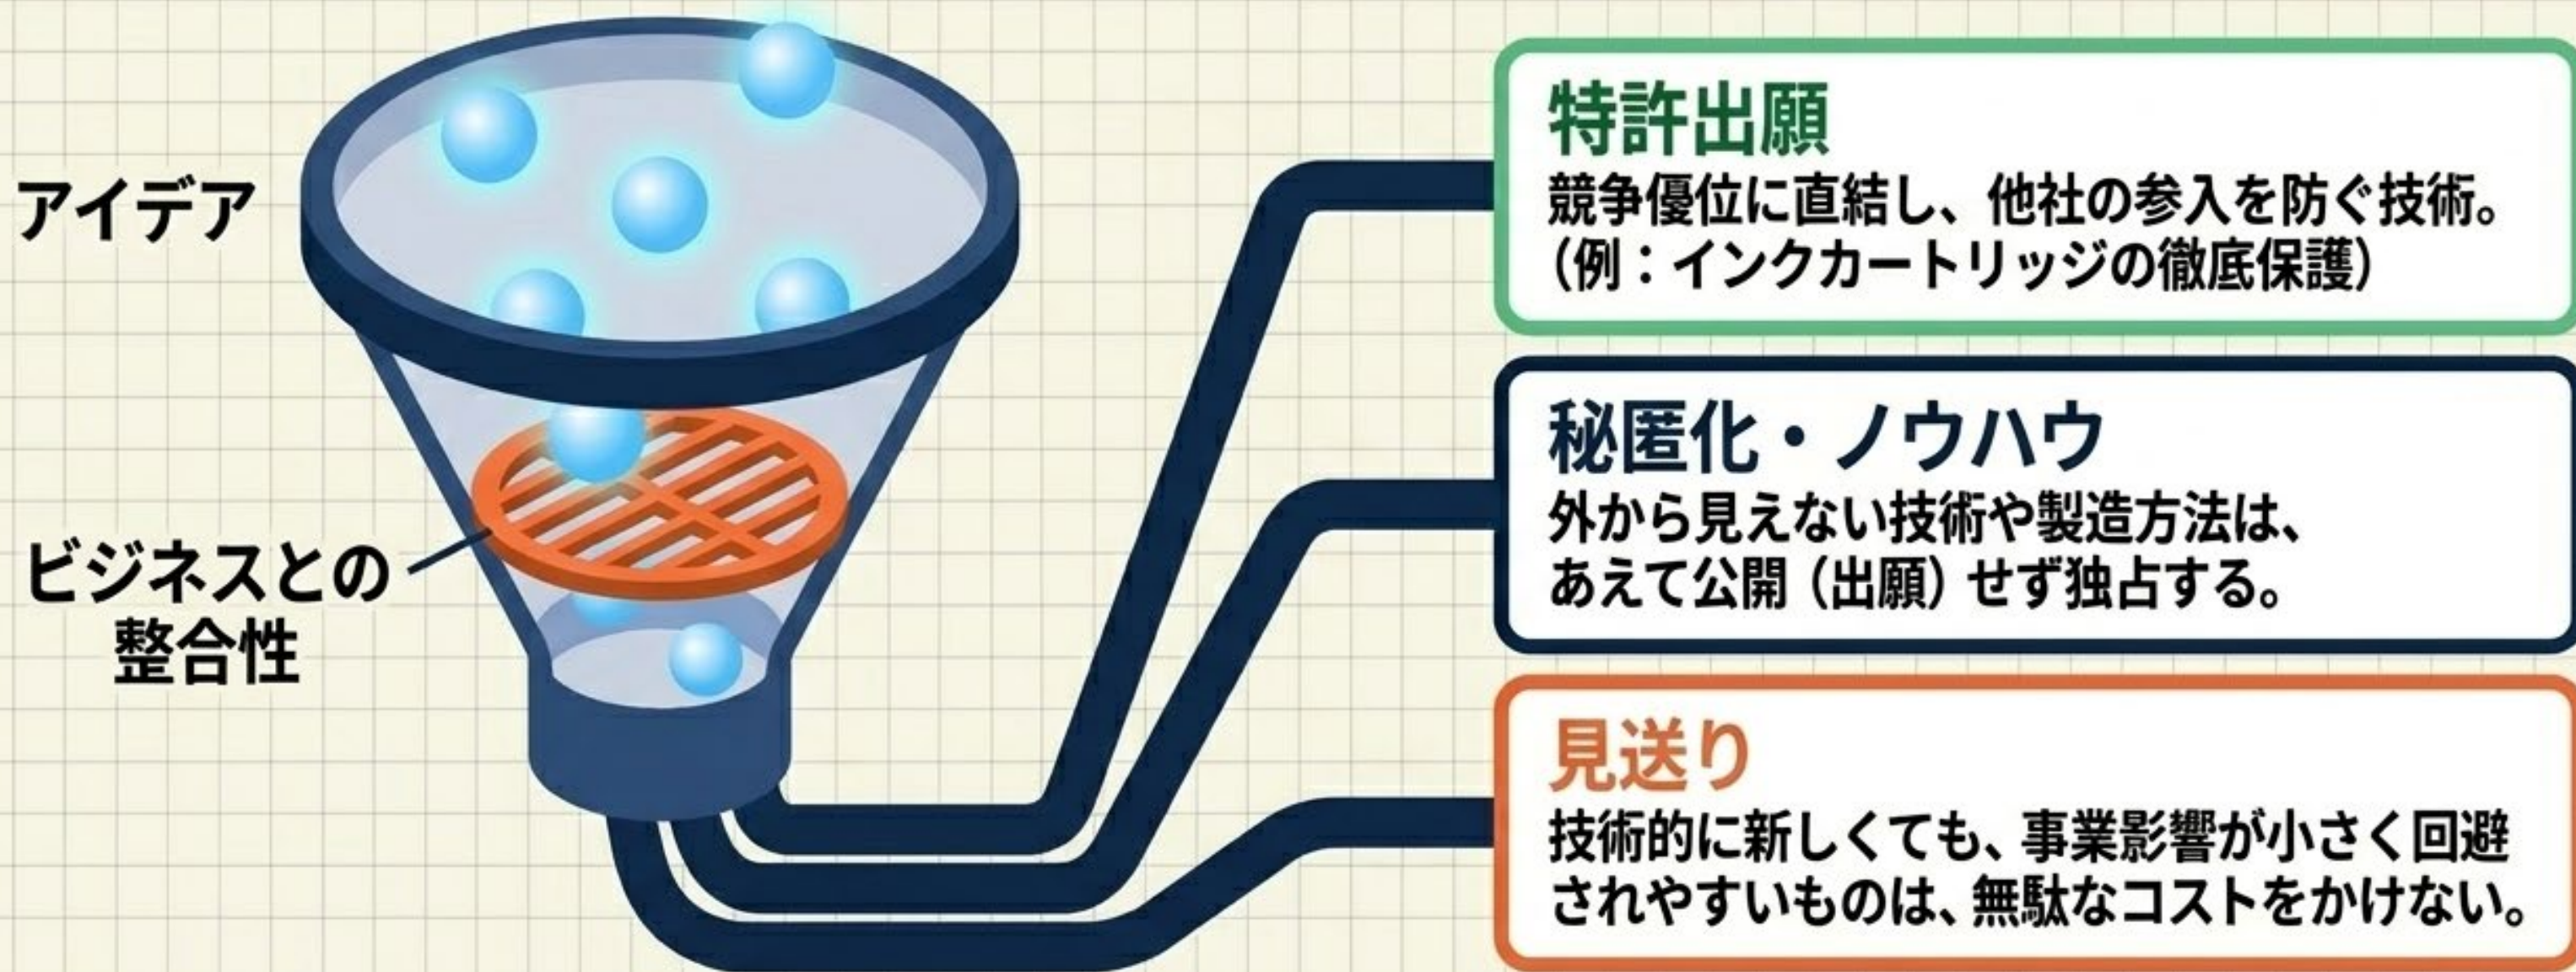 アイデア
ビジネスとの
整合性
特許出願
競争優位に直結し、他社の参入を防ぐ技術。
（例：インクカートリッジの徹底保護）
秘匿化・ノウハウ
外から見えない技術や製造方法は、
あえて公開（出願）せず独占する。
見送り
技術的に新しくても、事業影響が小さく回避
されやすいものは、無駄なコストをかけない。